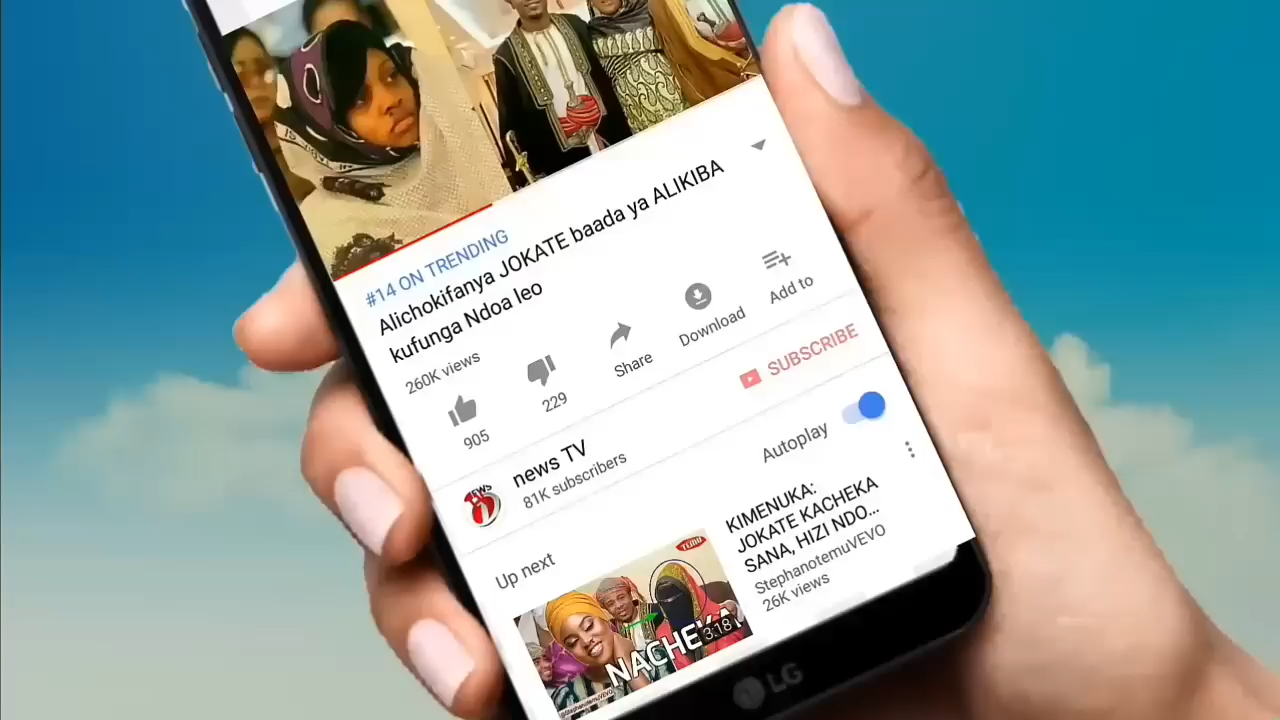 #14 ON TRENDING
Alichokifanya JOKATE baada ya ALIKIBA
kufunga Ndoa leo
260K views
905
229
Share
Download
Add to
SUBSCRIBE
NEWS
news TV
81K subscribers
Autoplay
Up next
KIMENUKA:
JOKATE KACHEKA
SANA, HIZI NDO...
StephanotemuVEVO
26K views
NACHEKA
3:18
@StephanotemuVEVO
LG